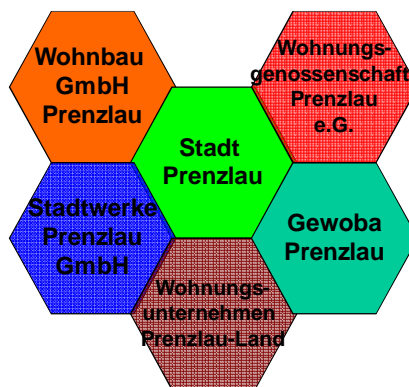 Wohnbau
GmbH
Prenzlau
Wohnungs-
genossenschaft
Prenzlau
e.G.
Stadt
Prenzlau
Stadtwerke
Prenzlau
GmbH
Gewoba
Prenzlau
Wohnungs-
unternehmen
Prenzlau-Land